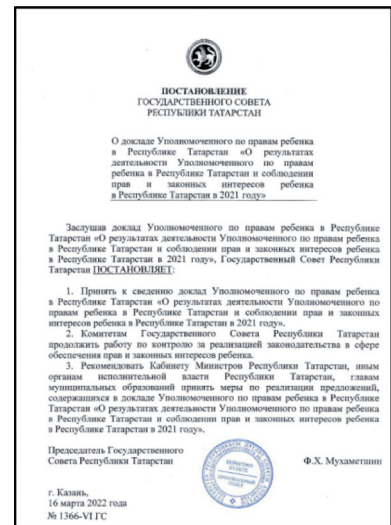 ПОСТАНОВЛЕНИЕ
ГОСУДАРСТВЕННОГО СОВЕТА
РЕСПУБЛИКИ ТАТАРСТАН
О докладе Уполномоченного по правам ребенка
в Республике Татарстан «О результатах
деятельности Уполномоченного по правам
ребенка в Республике Татарстан и соблюдении
прав и законных интересов ребенка
в Республике Татарстан в 2021 году»
Заслушав доклад Уполномоченного по правам ребенка в Республике
Татарстан «О результатах деятельности Уполномоченного по правам ребенка
в Республике Татарстан и соблюдении прав и законных интересов ребенка
в Республике Татарстан в 2021 году», Государственный Совет Республики
Татарстан ПОСТАНОВЛЯЕТ:
1. Принять к сведению доклад Уполномоченного по правам ребенка
в Республике Татарстан «О результатах деятельности Уполномоченного по
правам ребенка в Республике Татарстан и соблюдении прав и законных
интересов ребенка в Республике Татарстан в 2021 году».
2. Комитетам Государственного Совета Республики Татарстан
продолжить работу по контролю за реализацией законодательства в сфере
обеспечения прав и законных интересов ребенка.
3. Рекомендовать Кабинету Министров Республики Татарстан, иным
органам исполнительной власти Республики Татарстан, главам
муниципальных образований принять меры по реализации предложений,
содержащихся в докладе Уполномоченного по правам ребенка в Республике
Татарстан «О результатах деятельности Уполномоченного по правам ребенка
в Республике Татарстан и соблюдении прав и законных интересов ребенка
в Республике Татарстан в 2021 году».
Председатель Государственного
Совета Республики Татарстан
Ф.Х. Мухаметшин
г. Казань,
16 марта 2022 года
№ 1366-VI ГС